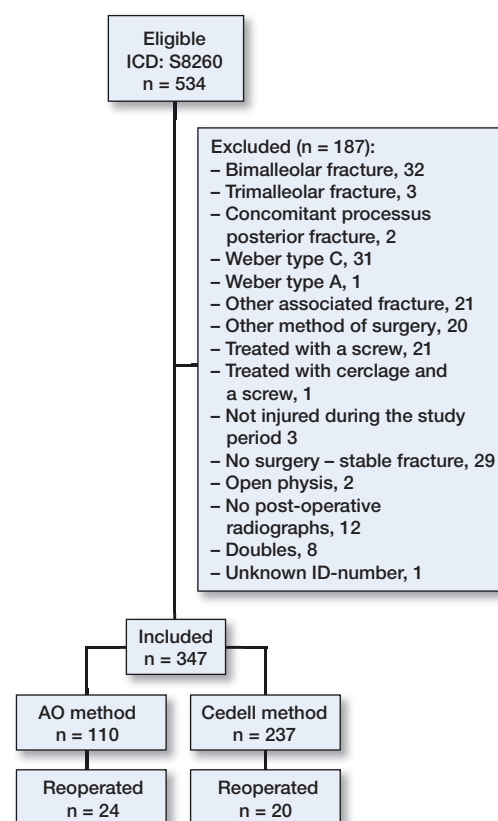 Eligible
ICD: S8260
n = 534
Excluded (n = 187):
– Bimalleolar fracture, 32
– Trimalleolar fracture, 3
– Concomitant processus
posterior fracture, 2
– Weber type C, 31
– Weber type A, 1
– Other associated fracture, 21
– Other method of surgery, 20
– Treated with a screw, 21
– Treated with cerclage and
a screw, 1
– Not injured during the study
period 3
– No surgery – stable fracture, 29
– Open physis, 2
– No post-operative
radiographs, 12
– Doubles, 8
– Unknown ID-number, 1
Included
n = 347
AO method
n = 110
Cedell method
n = 237
Reoperated
n = 24
Reoperated
n = 20